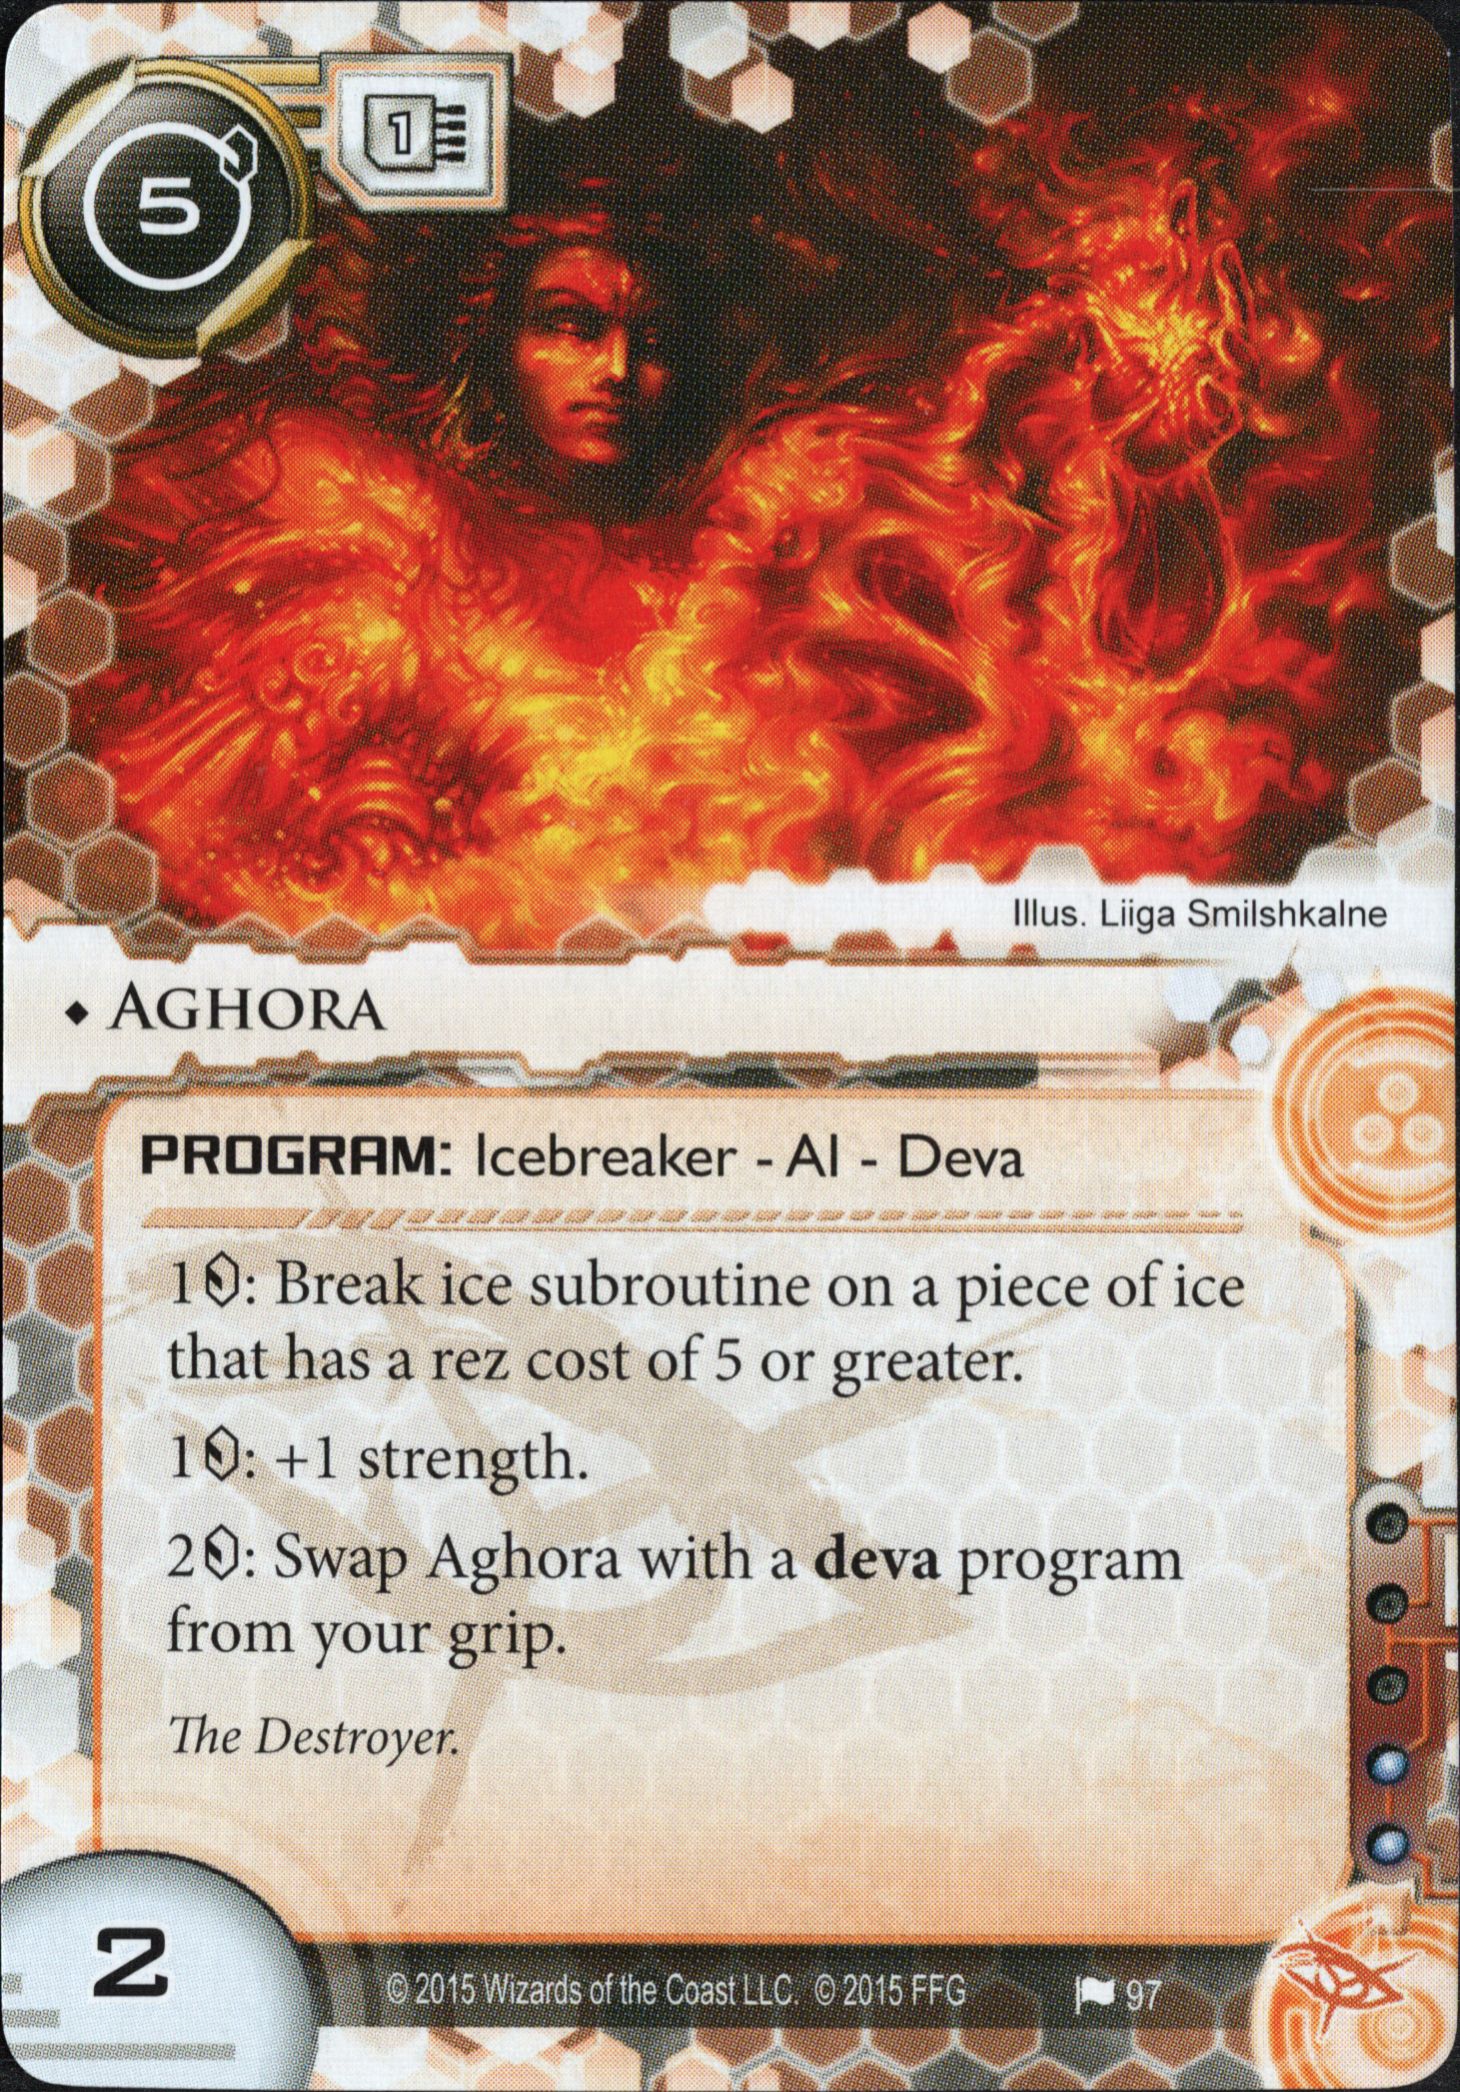 5
1
Illus. Liiga Smilshkalne
◆ AGHORA
PROGRAM: Icebreaker - AI - Deva
1: Break ice subroutine on a piece of ice
that has a rez cost of 5 or greater.
1: +1 strength.
2: Swap Aghora with a deva program
from your grip.
The Destroyer.
2
© 2015 Wizards of the Coast LLC. © 2015 FFG
97